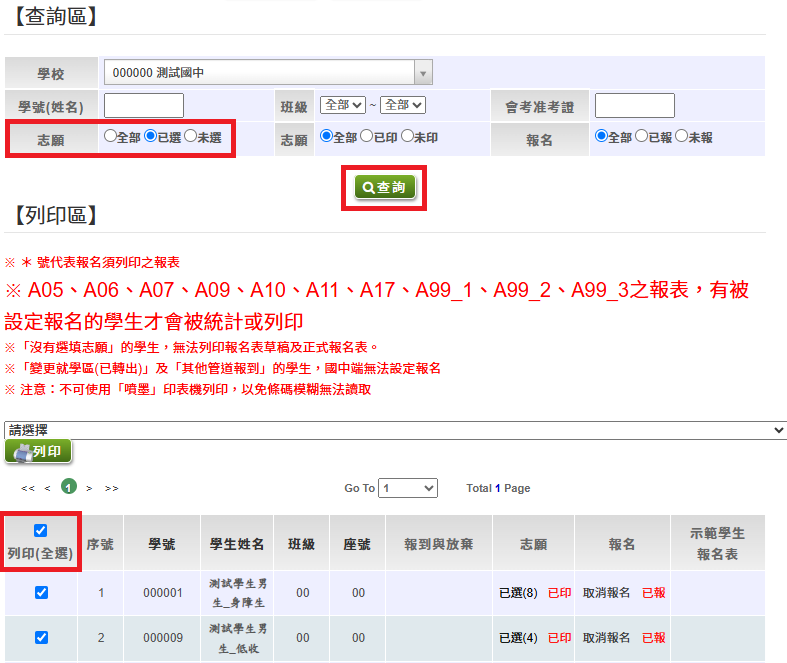 【查詢區】
學校 000000 測試國中
學號(姓名) 班級 全部 ~ 全部 會考准考證
志願 全部 已選 未選 志願 全部 已印 未印 報名 全部 已報 未報
查詢
【列印區】
※ ＊ 號代表報名須列印之報表
※ A05、A06、A07、A09、A10、A11、A17、A99_1、A99_2、A99_3之報表，有被
設定報名的學生才會被統計或列印
※「沒有選填志願」的學生，無法列印報名表草稿及正式報名表。
※「變更就學區(已轉出)」及「其他管道報到」的學生，國中端無法設定報名
※ 注意：不可使用「噴墨」印表機列印，以免條碼模糊無法讀取
請選擇
列印
<< < 1 > >> Go To 1 Total 1 Page
列印(全選) 序號 學號 學生姓名 班級 座號 報到與放棄 志願 報名 示範學生
報名表
1 000001 測試學生男 00 00 已選(8) 已印 取消報名 已報
生_身障生
2 000009 測試學生男 00 00 已選(4) 已印 取消報名 已報
生_低收